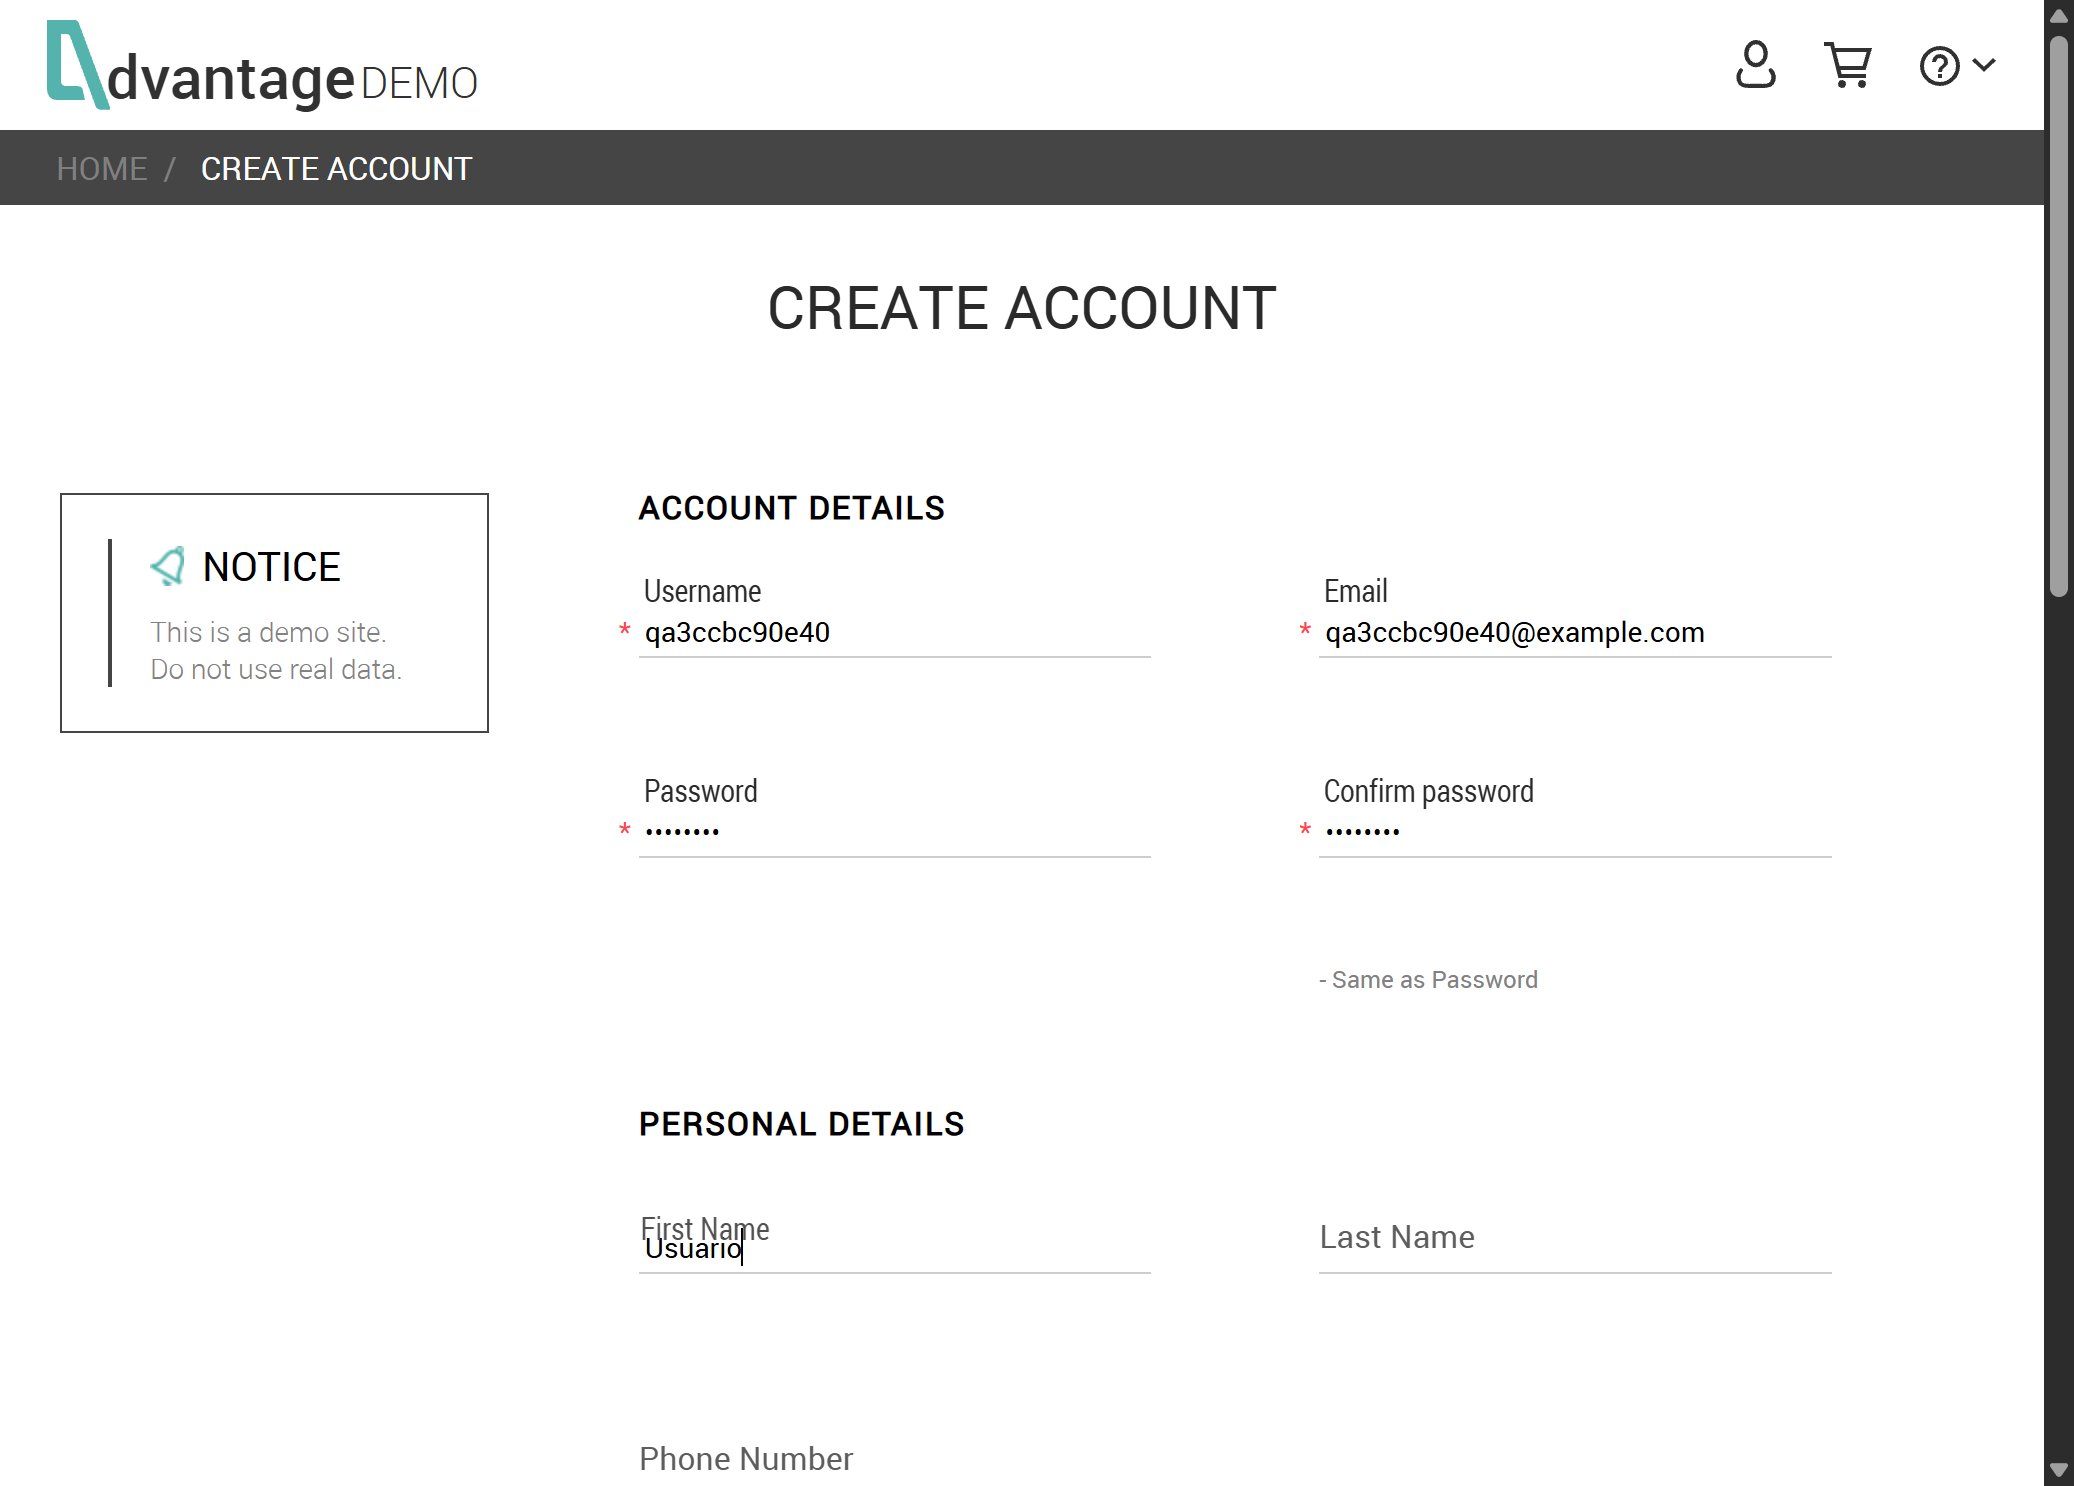 dvantage DEMO
HOME / CREATE ACCOUNT
CREATE ACCOUNT
NOTICE
This is a demo site.
Do not use real data.
ACCOUNT DETAILS
Username
* qa3ccbc90e40
Email
* qa3ccbc90e40@example.com
Password
* ••••••••
Confirm password
* ••••••••
- Same as Password
PERSONAL DETAILS
First Name
Usuario
Last Name
Phone Number